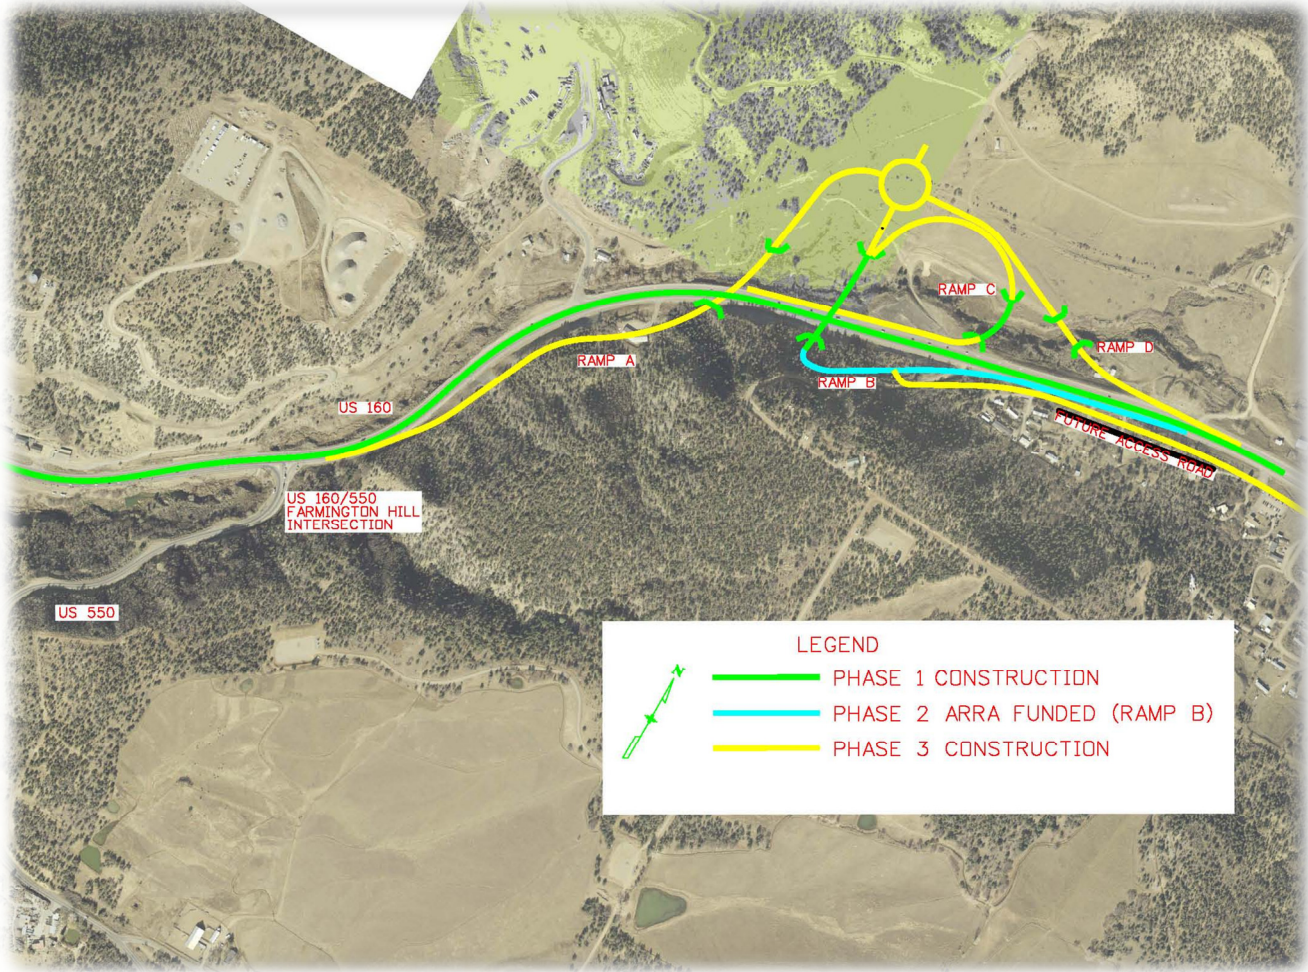 RAMP C
RAMP D
RAMP A
RAMP B
US 160
FUTURE ACCESS ROAD
US 160/550
FARMINGTON HILL
INTERSECTION
US 550
LEGEND
N
PHASE 1 CONSTRUCTION
PHASE 2 ARRA FUNDED (RAMP B)
PHASE 3 CONSTRUCTION